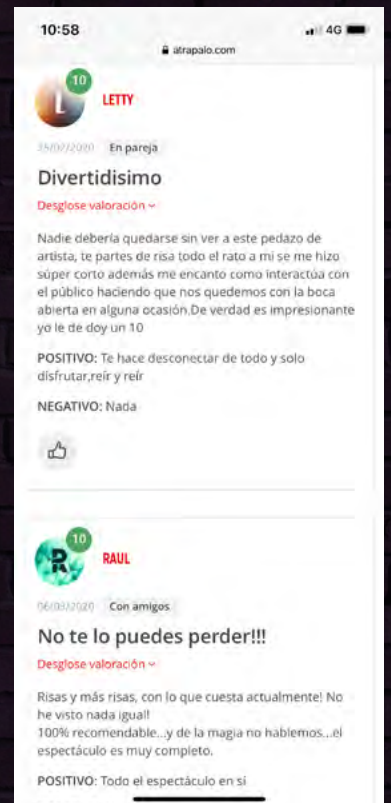 10:58
4G
atrapalo.com
10
L
LETTY
En pareja
Divertidisimo
Desglose valoración
Nadie debería quedarse sin ver a este pedazo de
artista, te partes de risa todo el rato a mi se me hizo
súper corto además me encanto como interactúa con
el público haciendo que nos quedemos con la boca
abierta en alguna ocasión.De verdad es impresionante
yo le de doy un 10
POSITIVO: Te hace desconectar de todo y solo
disfrutar,reír y reír
NEGATIVO: Nada
10
R
RAUL
06/03/2020 Con amigos
No te lo puedes perder!!!
Desglose valoración
Risas y más risas, con lo que cuesta actualmente! No
he visto nada igual!
100% recomendable...y de la magia no hablemos...el
espectáculo es muy completo.
POSITIVO: Todo el espectáculo en sí